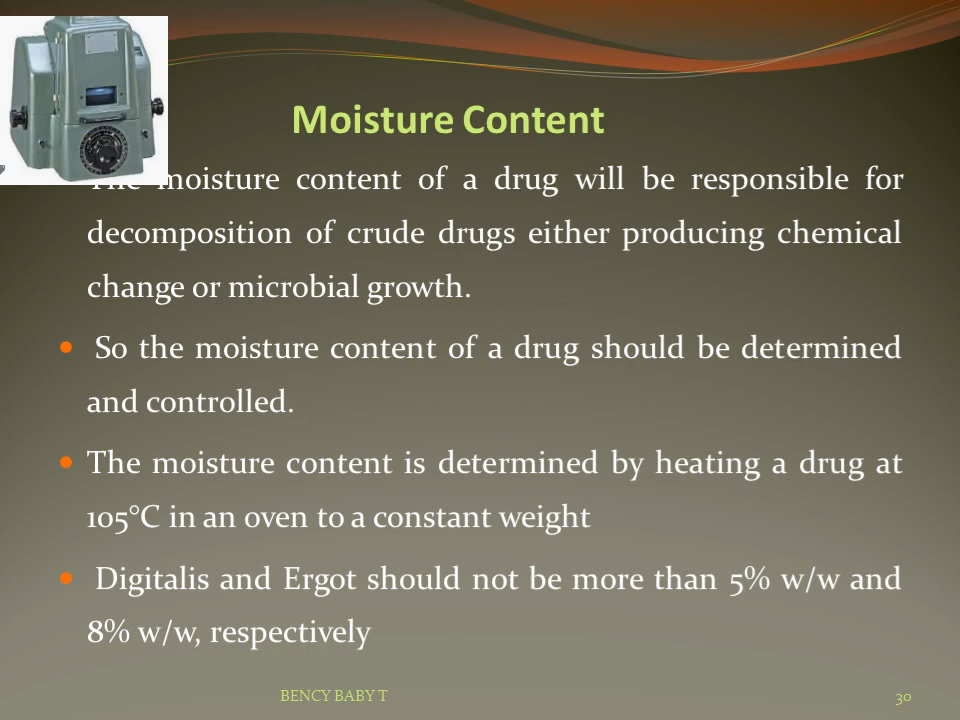 Moisture Content
The moisture content of a drug will be responsible for
decomposition of crude drugs either producing chemical
change or microbial growth.
So the moisture content of a drug should be determined
and controlled.
The moisture content is determined by heating a drug at
105°C in an oven to a constant weight
Digitalis and Ergot should not be more than 5% w/w and
8% w/w, respectively
BENCY BABY T
30